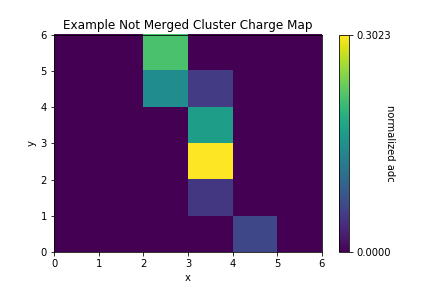 Example Not Merged Cluster Charge Map
6
5
4
3
2
1
0
y
0 1 2 3 4 5 6
x
0.3023
0.0000
normalized adc